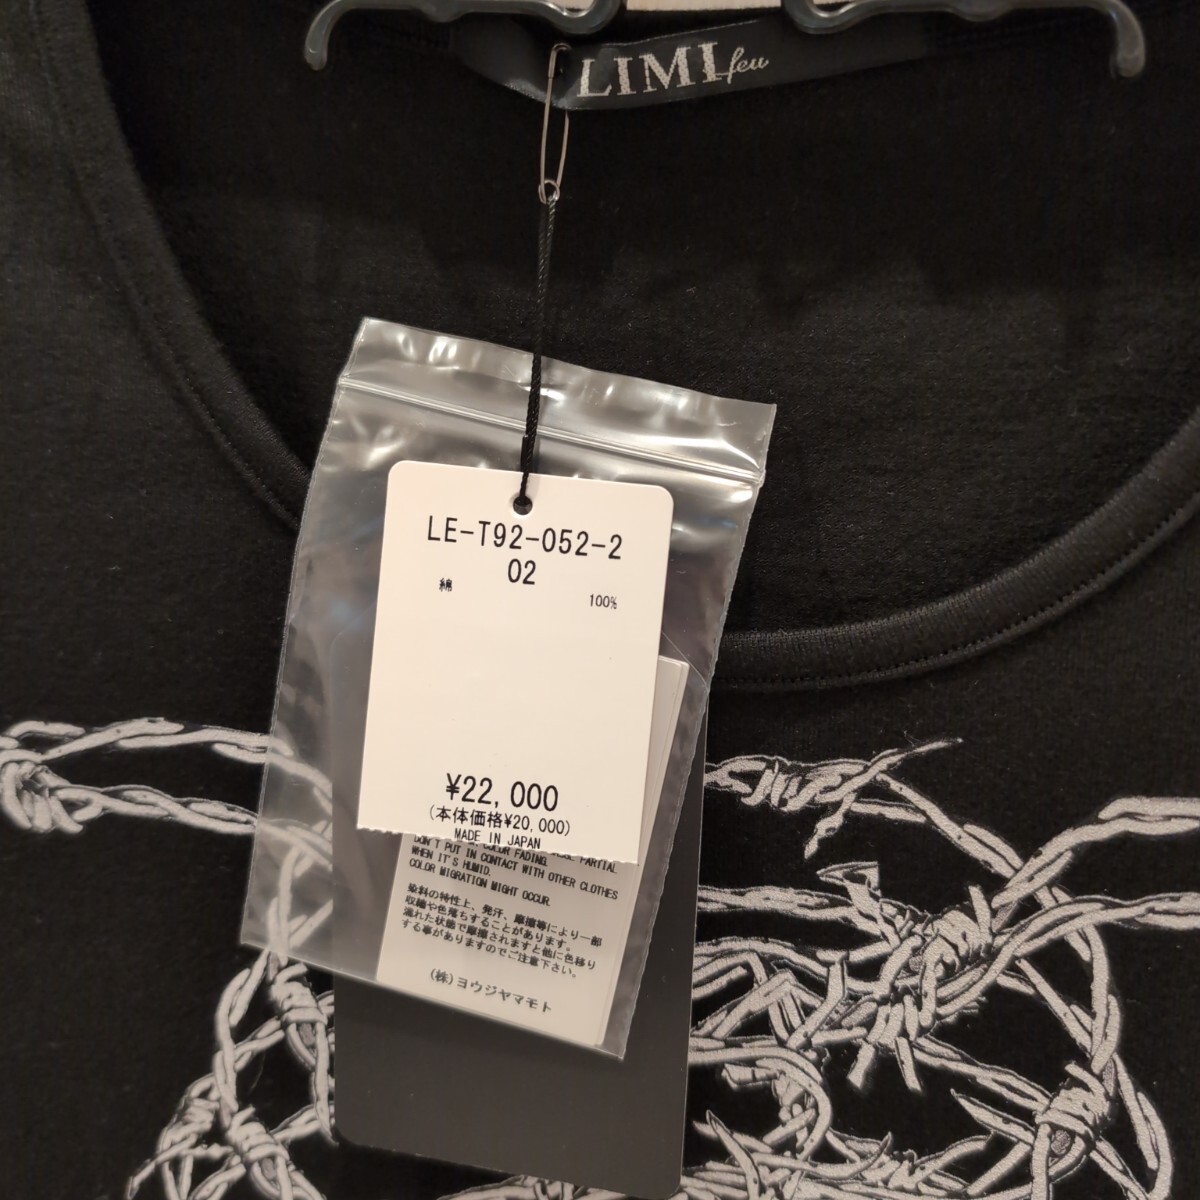 LIMI feu
LE-T92-052-2
02
綿 100%
¥22,000
(本体価格¥20,000)
MADE IN JAPAN
COLOR FADING.
PARTIAL
DON'T PUT IN CONTACT WITH OTHER CLOTHES
WHEN IT'S HUMID.
COLOR MIGRATION MIGHT OCCUR.
染料の特性上、発汗、摩擦等により一部
収縮や色落ちすることがあります。
濡れた状態で摩擦されますと他に色移り
する事がありますのでご注意下さい。
(株)ヨウジヤマモト